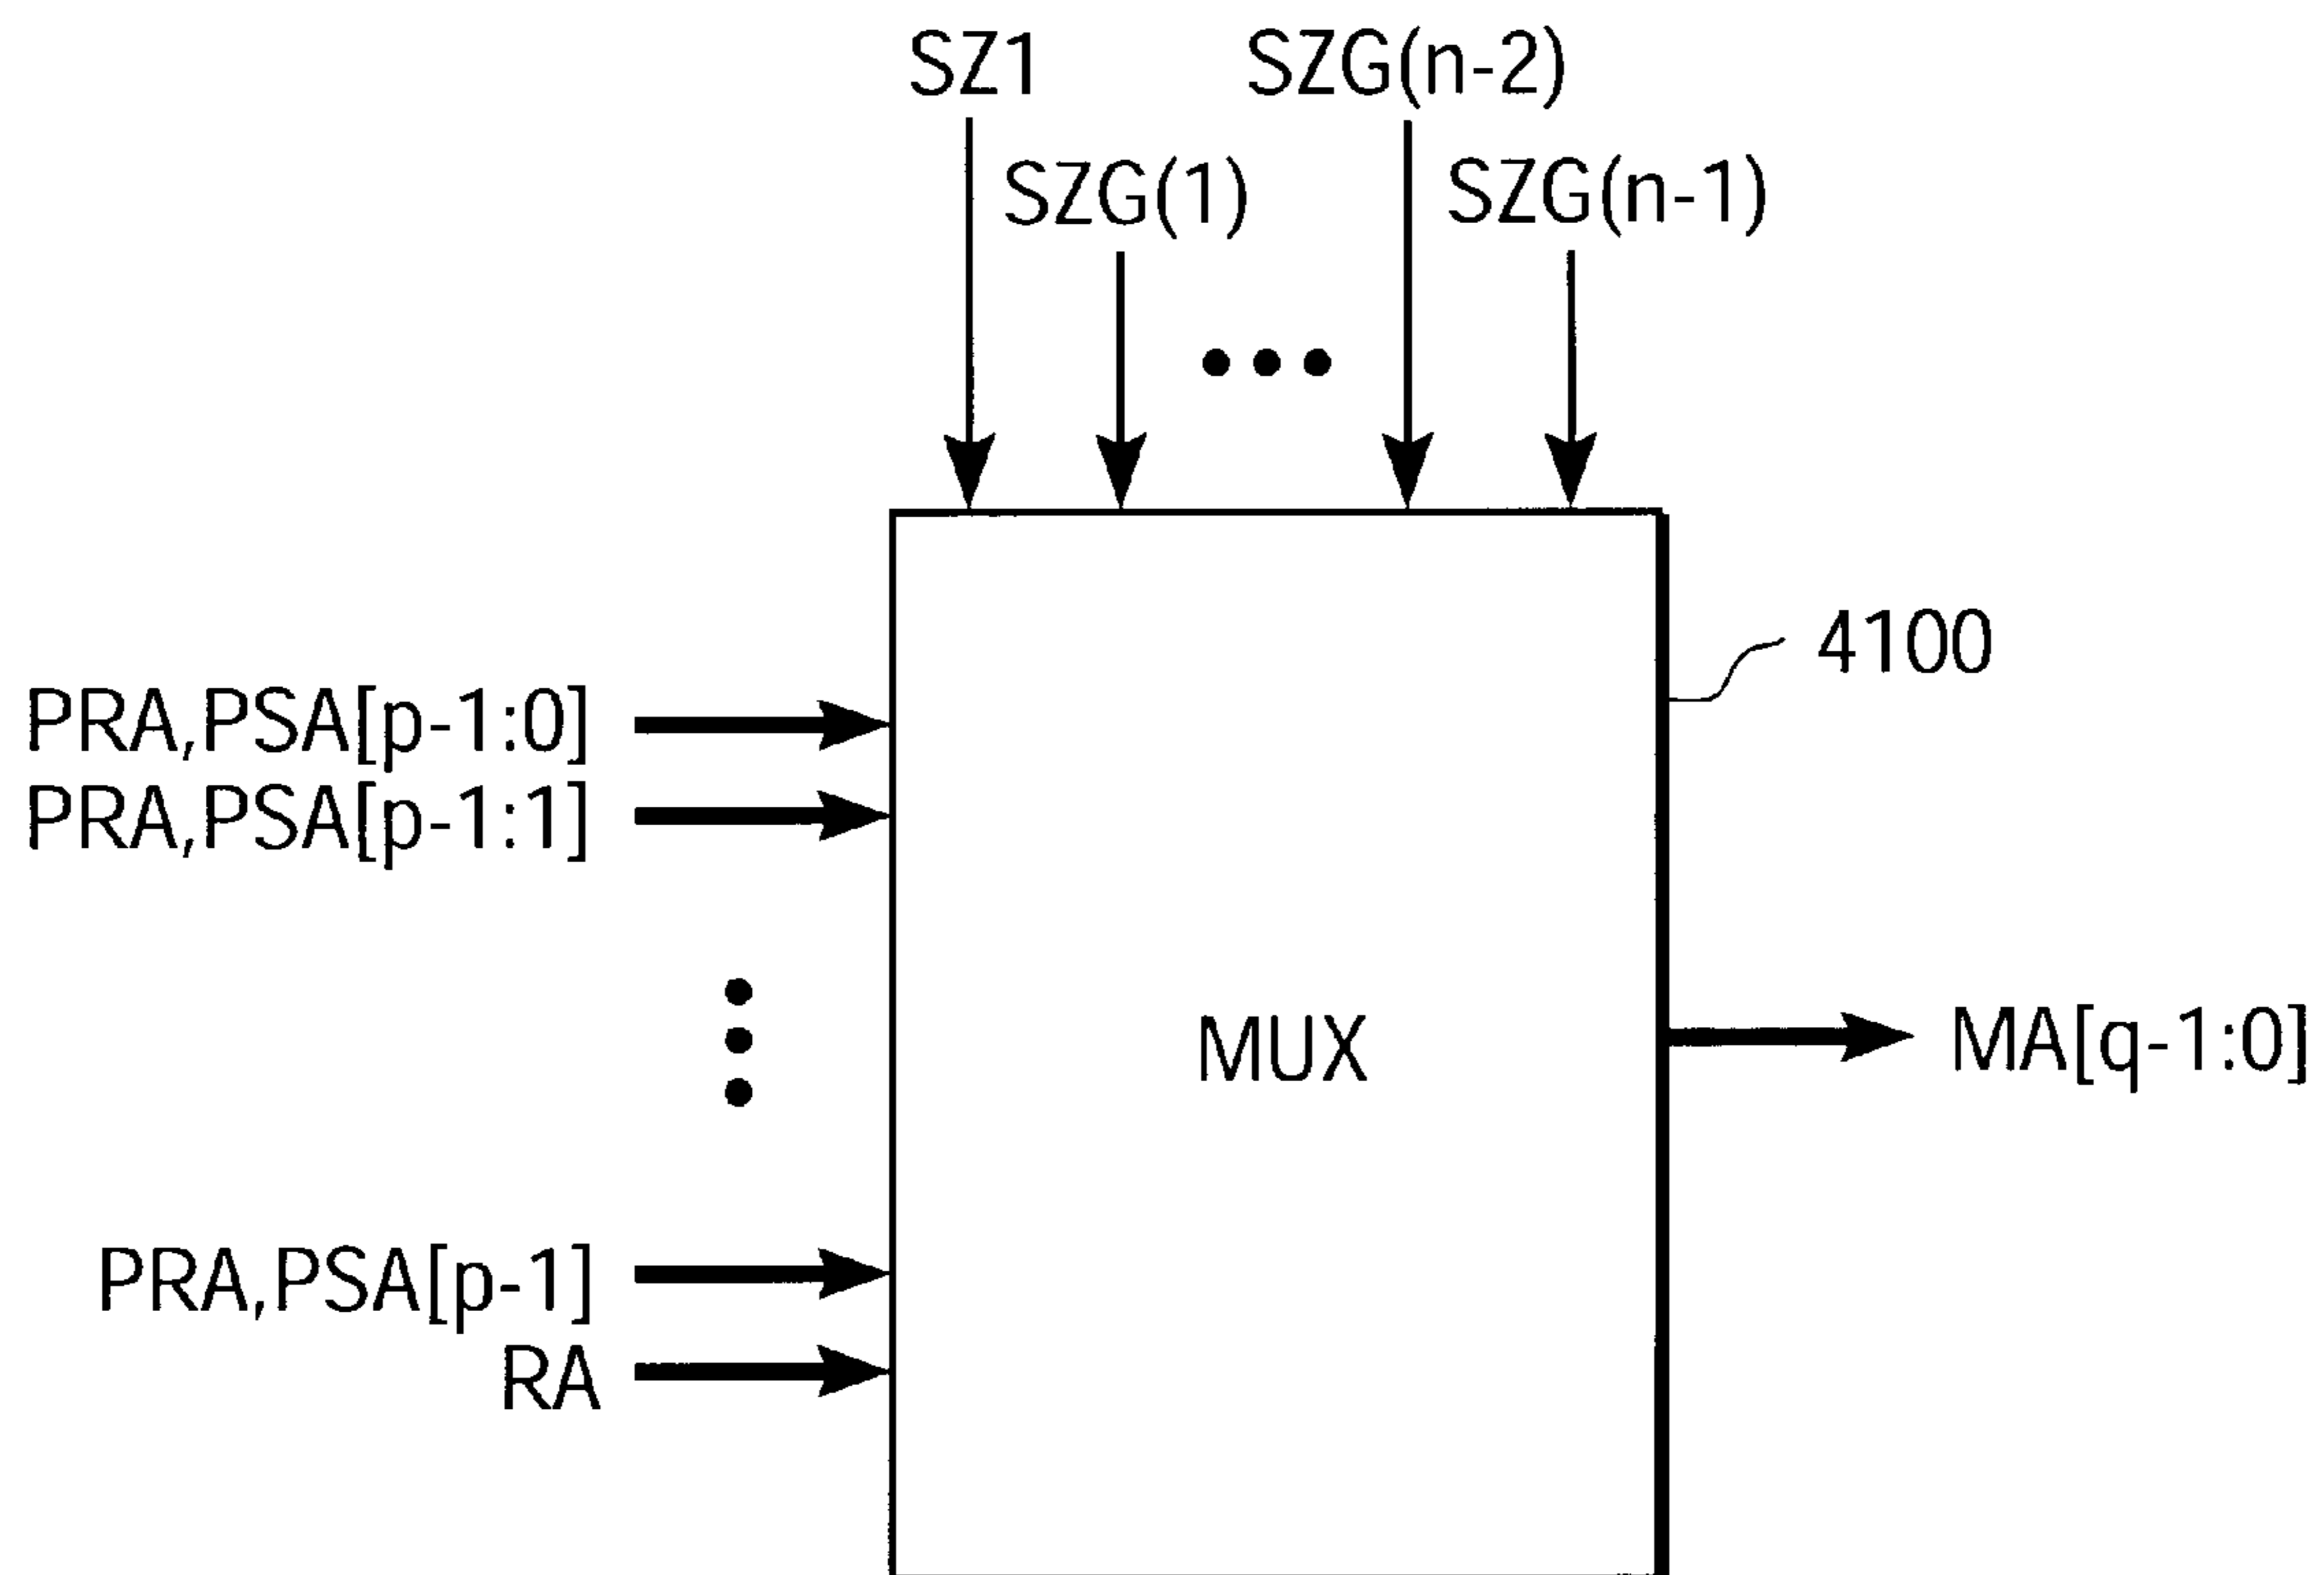 SZ1
SZG(n-2)
SZG(1)
SZG(n-1)
4100
PRA,PSA[p-1:0]
PRA,PSA[p-1:1]
MUX
MA[q-1:0]
PRA,PSA[p-1]
RA